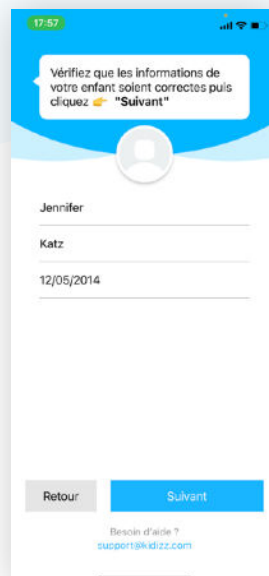 17:57
Vérifiez que les informations de
votre enfant soient correctes puis
cliquez 👉 "Suivant"
Jennifer
Katz
12/05/2014
Retour
Suivant
Besoin d'aide ?
support@kidizz.com